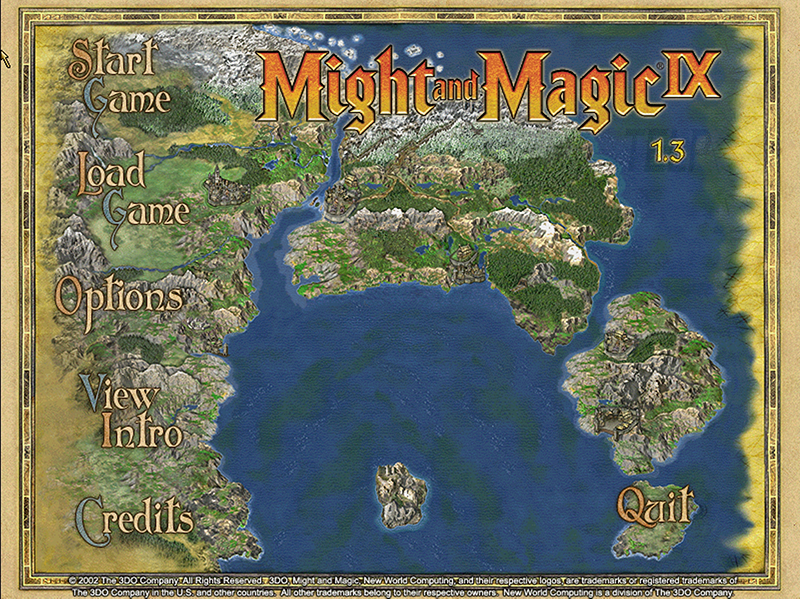 Might and Magic® IX
1.3
Start
Game
Load
Game
Options
View
Intro
Credits
Quit
© 2002 The 3DO Company. All Rights Reserved. 3DO, Might and Magic, New World Computing, and their respective logos, are trademarks or registered trademarks of
The 3DO Company in the U.S. and other countries. All other trademarks belong to their respective owners. New World Computing is a division of The 3DO Company.